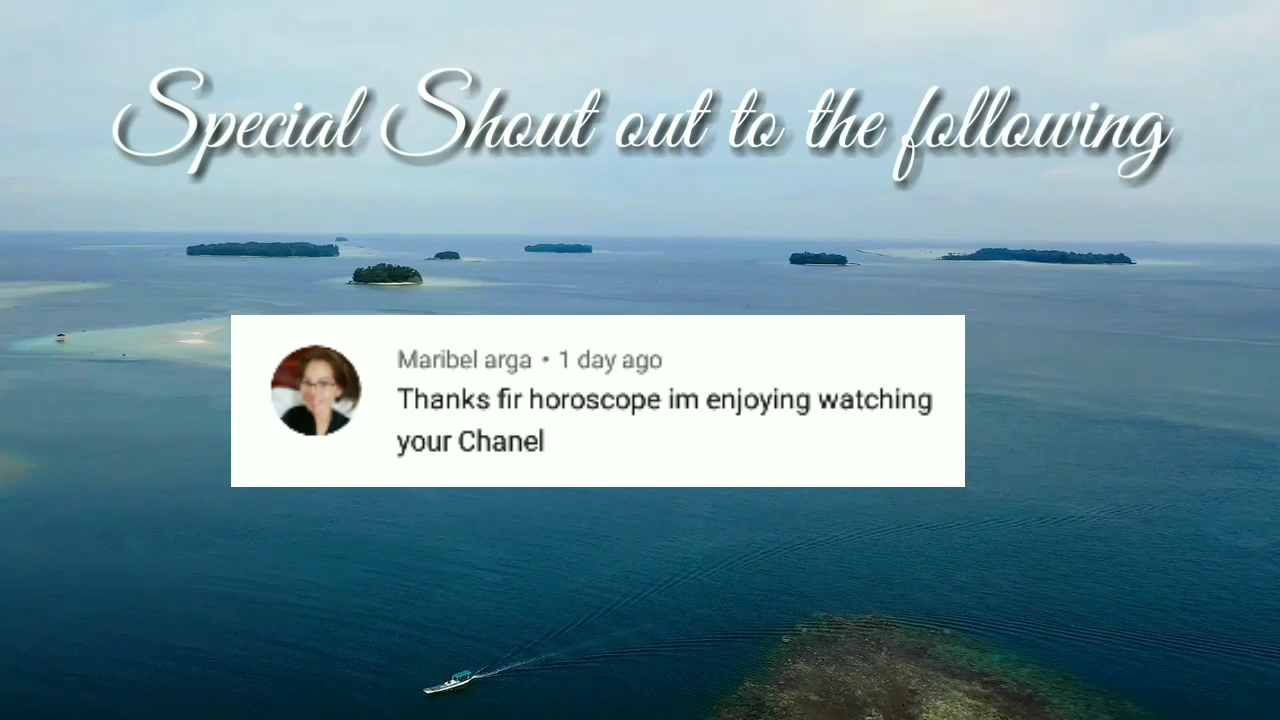 Special Shout out to the following
Maribel arga • 1 day ago
Thanks fir horoscope im enjoying watching
your Chanel